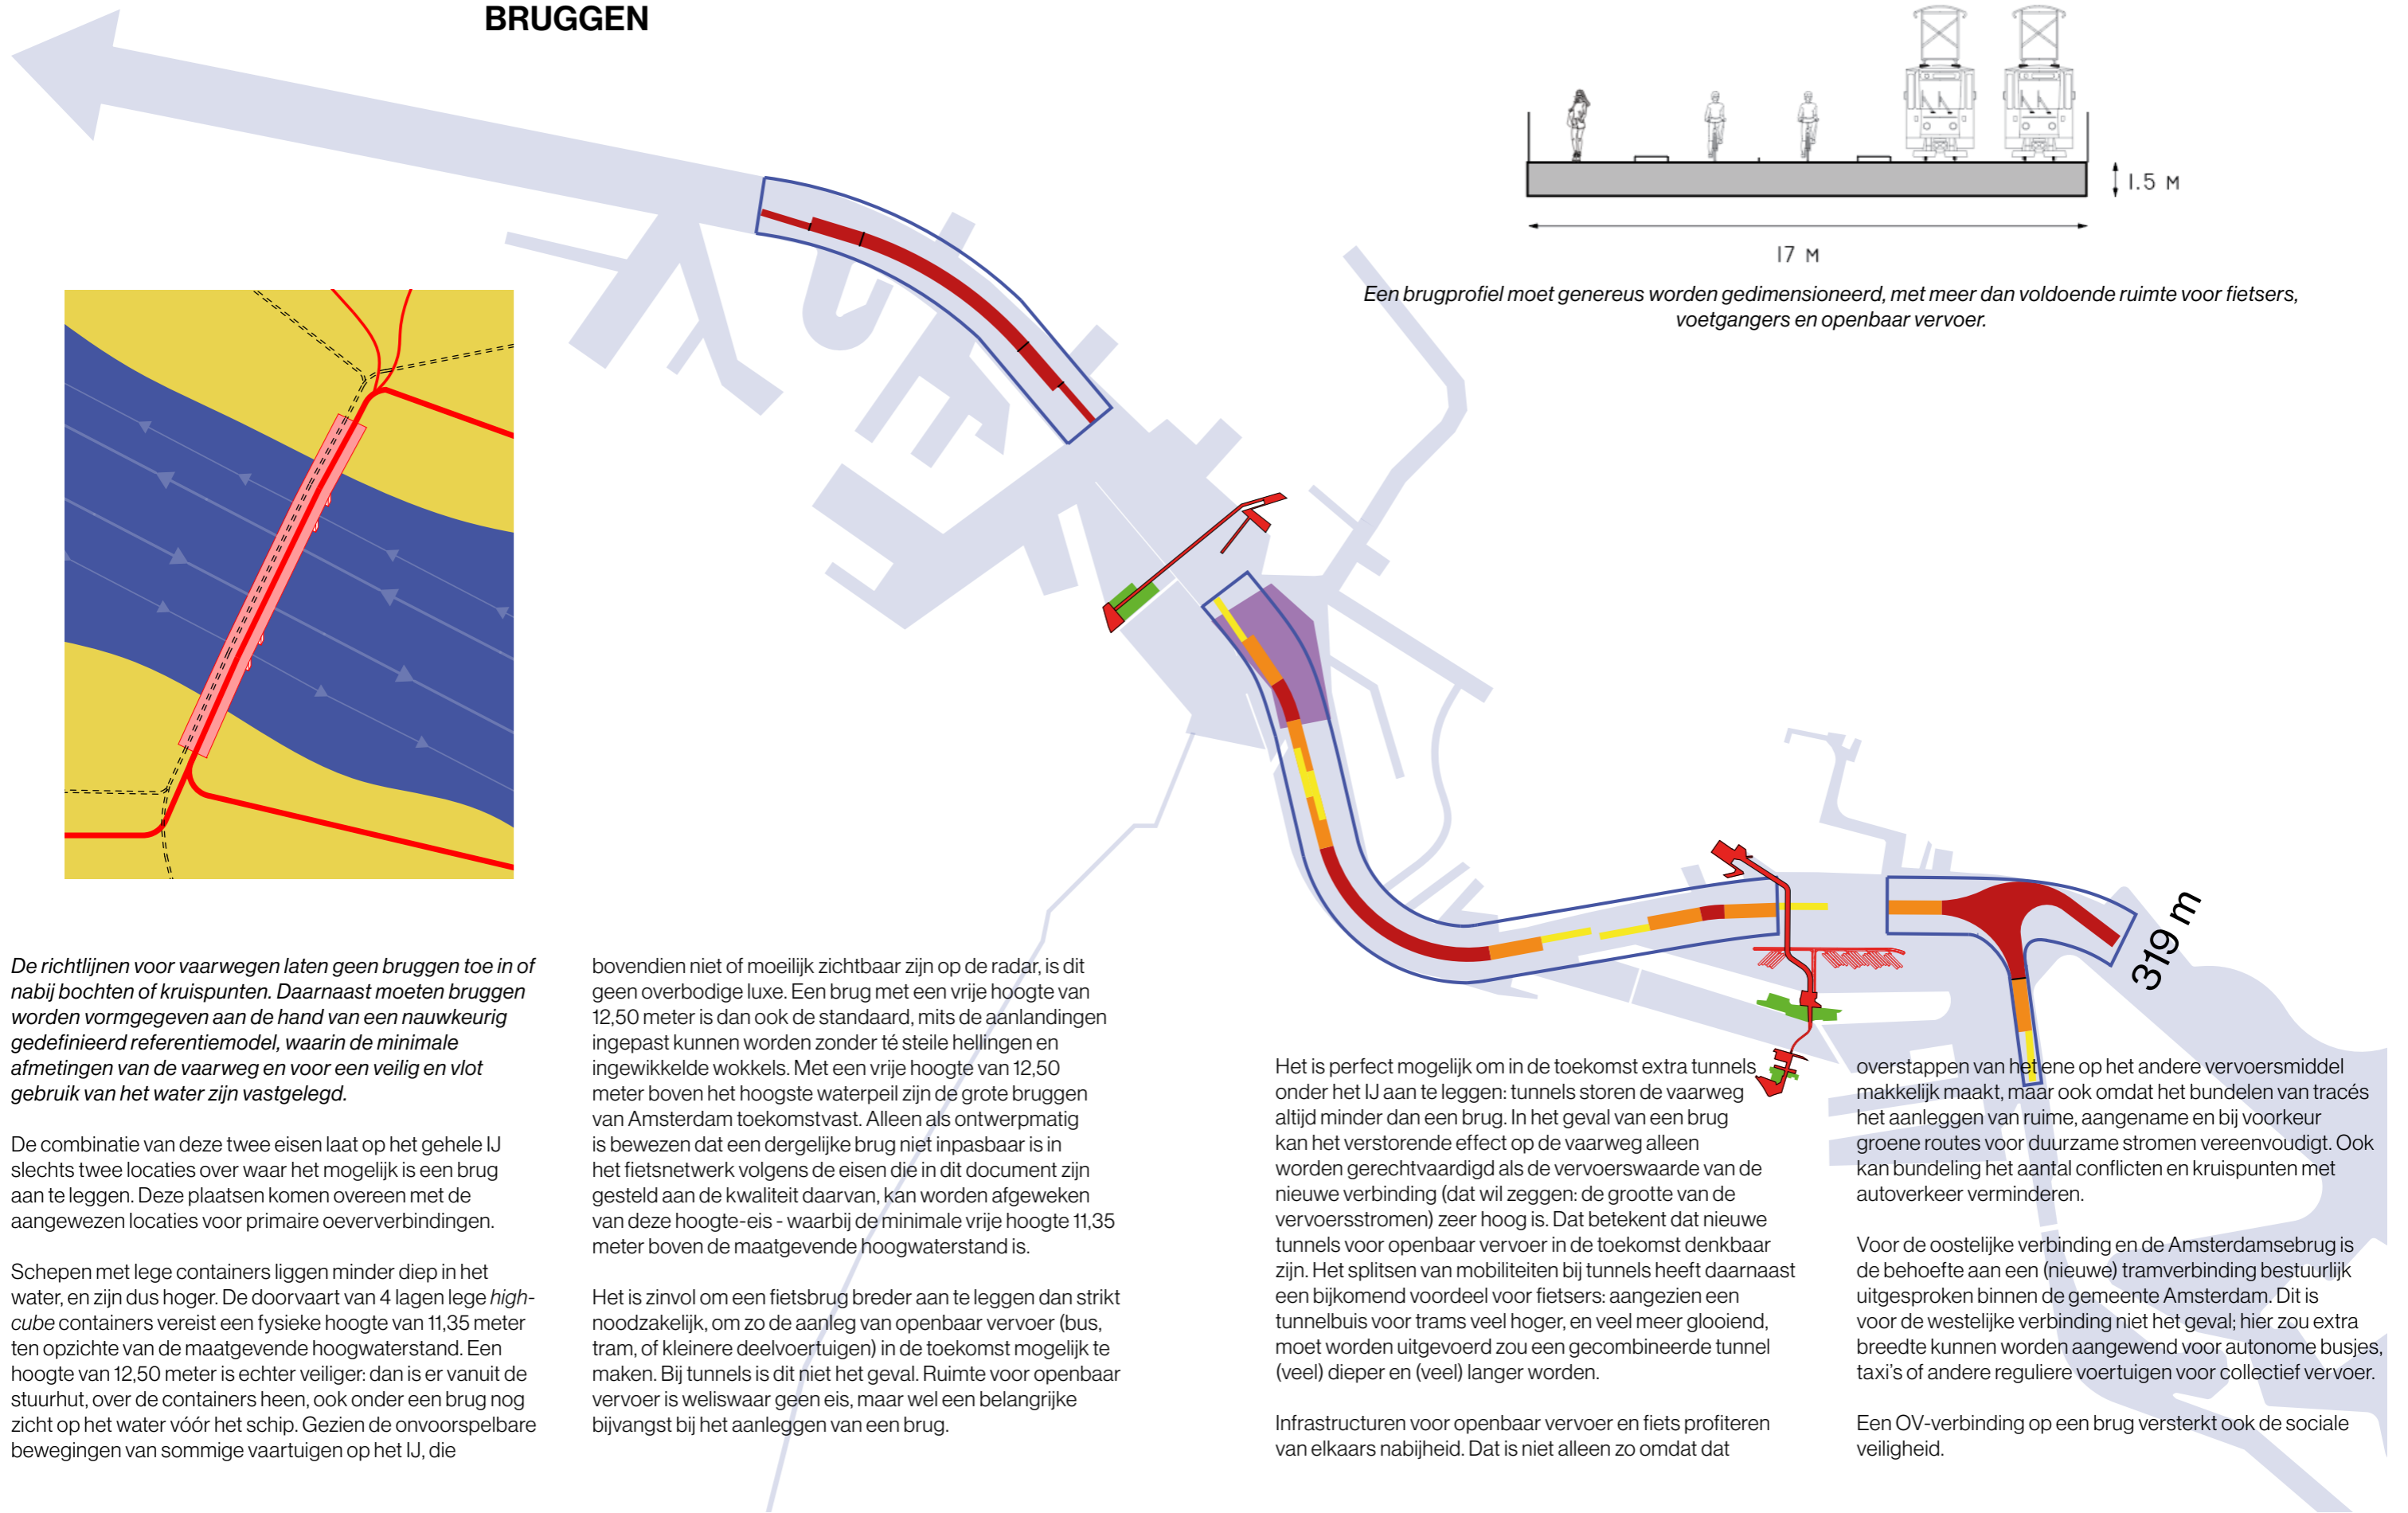 BRUGGEN
1.5 M
17 M
Een brugprofiel moet genereus worden gedimensioneerd, met meer dan voldoende ruimte voor fietsers,
voetgangers en openbaar vervoer.
319 m
De richtlijnen voor vaarwegen laten geen bruggen toe in of
nabij bochten of kruispunten. Daarnaast moeten bruggen
worden vormgegeven aan de hand van een nauwkeurig
gedefinieerd referentiemodel, waarin de minimale
afmetingen van de vaarweg en voor een veilig en vlot
gebruik van het water zijn vastgelegd.
De combinatie van deze twee eisen laat op het gehele IJ
slechts twee locaties over waar het mogelijk is een brug
aan te leggen. Deze plaatsen komen overeen met de
aangewezen locaties voor primaire oeververbindingen.
Schepen met lege containers liggen minder diep in het
water, en zijn dus hoger. De doorvaart van 4 lagen lege high-
cube containers vereist een fysieke hoogte van 11,35 meter
ten opzichte van de maatgevende hoogwaterstand. Een
hoogte van 12,50 meter is echter veiliger: dan is er vanuit de
stuurhut, over de containers heen, ook onder een brug nog
zicht op het water vóór het schip. Gezien de onvoorspelbare
bewegingen van sommige vaartuigen op het IJ, die
bovendien niet of moeilijk zichtbaar zijn op de radar, is dit
geen overbodige luxe. Een brug met een vrije hoogte van
12,50 meter is dan ook de standaard, mits de aanlandingen
ingepast kunnen worden zonder té steile hellingen en
ingewikkelde wokkels. Met een vrije hoogte van 12,50
meter boven het hoogste waterpeil zijn de grote bruggen
van Amsterdam toekomstvast. Alleen als ontwerpmatig
is bewezen dat een dergelijke brug niet inpasbaar is in
het fietsnetwerk volgens de eisen die in dit document zijn
gesteld aan de kwaliteit daarvan, kan worden afgeweken
van deze hoogte-eis - waarbij de minimale vrije hoogte 11,35
meter boven de maatgevende hoogwaterstand is.
Het is zinvol om een fietsbrug breder aan te leggen dan strikt
noodzakelijk, om zo de aanleg van openbaar vervoer (bus,
tram, of kleinere deelvoertuigen) in de toekomst mogelijk te
maken. Bij tunnels is dit niet het geval. Ruimte voor openbaar
vervoer is weliswaar geen eis, maar wel een belangrijke
bijvangst bij het aanleggen van een brug.
Het is perfect mogelijk om in de toekomst extra tunnels
onder het IJ aan te leggen: tunnels storen de vaarweg
altijd minder dan een brug. In het geval van een brug
kan het verstorende effect op de vaarweg alleen
worden gerechtvaardigd als de vervoerswaarde van de
nieuwe verbinding (dat wil zeggen: de grootte van de
vervoersstromen) zeer hoog is. Dat betekent dat nieuwe
tunnels voor openbaar vervoer in de toekomst denkbaar
zijn. Het splitsen van mobiliteiten bij tunnels heeft daarnaast
een bijkomend voordeel voor fietsers: aangezien een
tunnelbuis voor trams veel hoger, en veel meer glooiend,
moet worden uitgevoerd zou een gecombineerde tunnel
(veel) dieper en (veel) langer worden.
Infrastructuren voor openbaar vervoer en fiets profiteren
van elkaars nabijheid. Dat is niet alleen zo omdat dat
overstappen van het ene op het andere vervoersmiddel
makkelijk maakt, maar ook omdat het bundelen van tracés
het aanleggen van ruime, aangename en bij voorkeur
groene routes voor duurzame stromen vereenvoudigt. Ook
kan bundeling het aantal conflicten en kruispunten met
autoverkeer verminderen.
Voor de oostelijke verbinding en de Amsterdamsebrug is
de behoefte aan een (nieuwe) tramverbinding bestuurlijk
uitgesproken binnen de gemeente Amsterdam. Dit is
voor de westelijke verbinding niet het geval; hier zou extra
breedte kunnen worden aangewend voor autonome busjes,
taxi's of andere reguliere voertuigen voor collectief vervoer.
Een OV-verbinding op een brug versterkt ook de sociale
veiligheid.